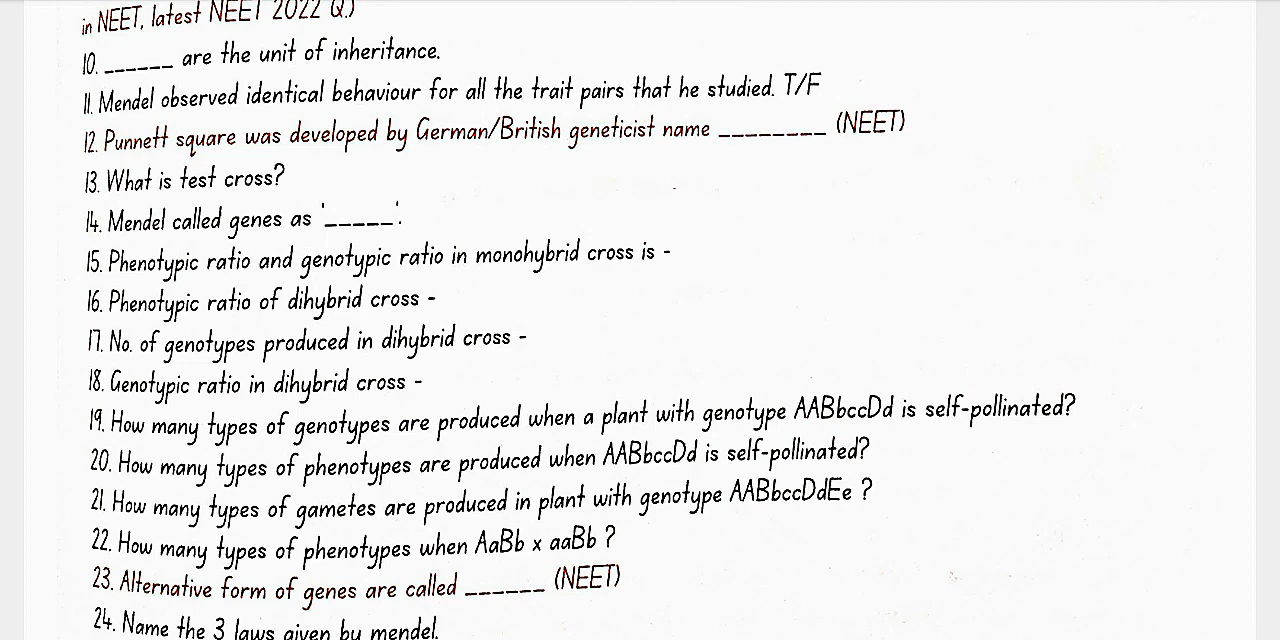 in NEET, latest NEET 2022 Q.)
10. ______ are the unit of inheritance.
11. Mendel observed identical behaviour for all the trait pairs that he studied. T/F
12. Punnett square was developed by German/British geneticist name ________ (NEET)
13. What is test cross?
14. Mendel called genes as '_____'.
15. Phenotypic ratio and genotypic ratio in monohybrid cross is -
16. Phenotypic ratio of dihybrid cross -
17. No. of genotypes produced in dihybrid cross -
18. Genotypic ratio in dihybrid cross -
19. How many types of genotypes are produced when a plant with genotype AABbccDd is self-pollinated?
20. How many types of phenotypes are produced when AABbccDd is self-pollinated?
21. How many types of gametes are produced in plant with genotype AABbccDdEe ?
22. How many types of phenotypes when AaBb x aaBb ?
23. Alternative form of genes are called ______ (NEET)
24. Name the 3 laws given by mendel.